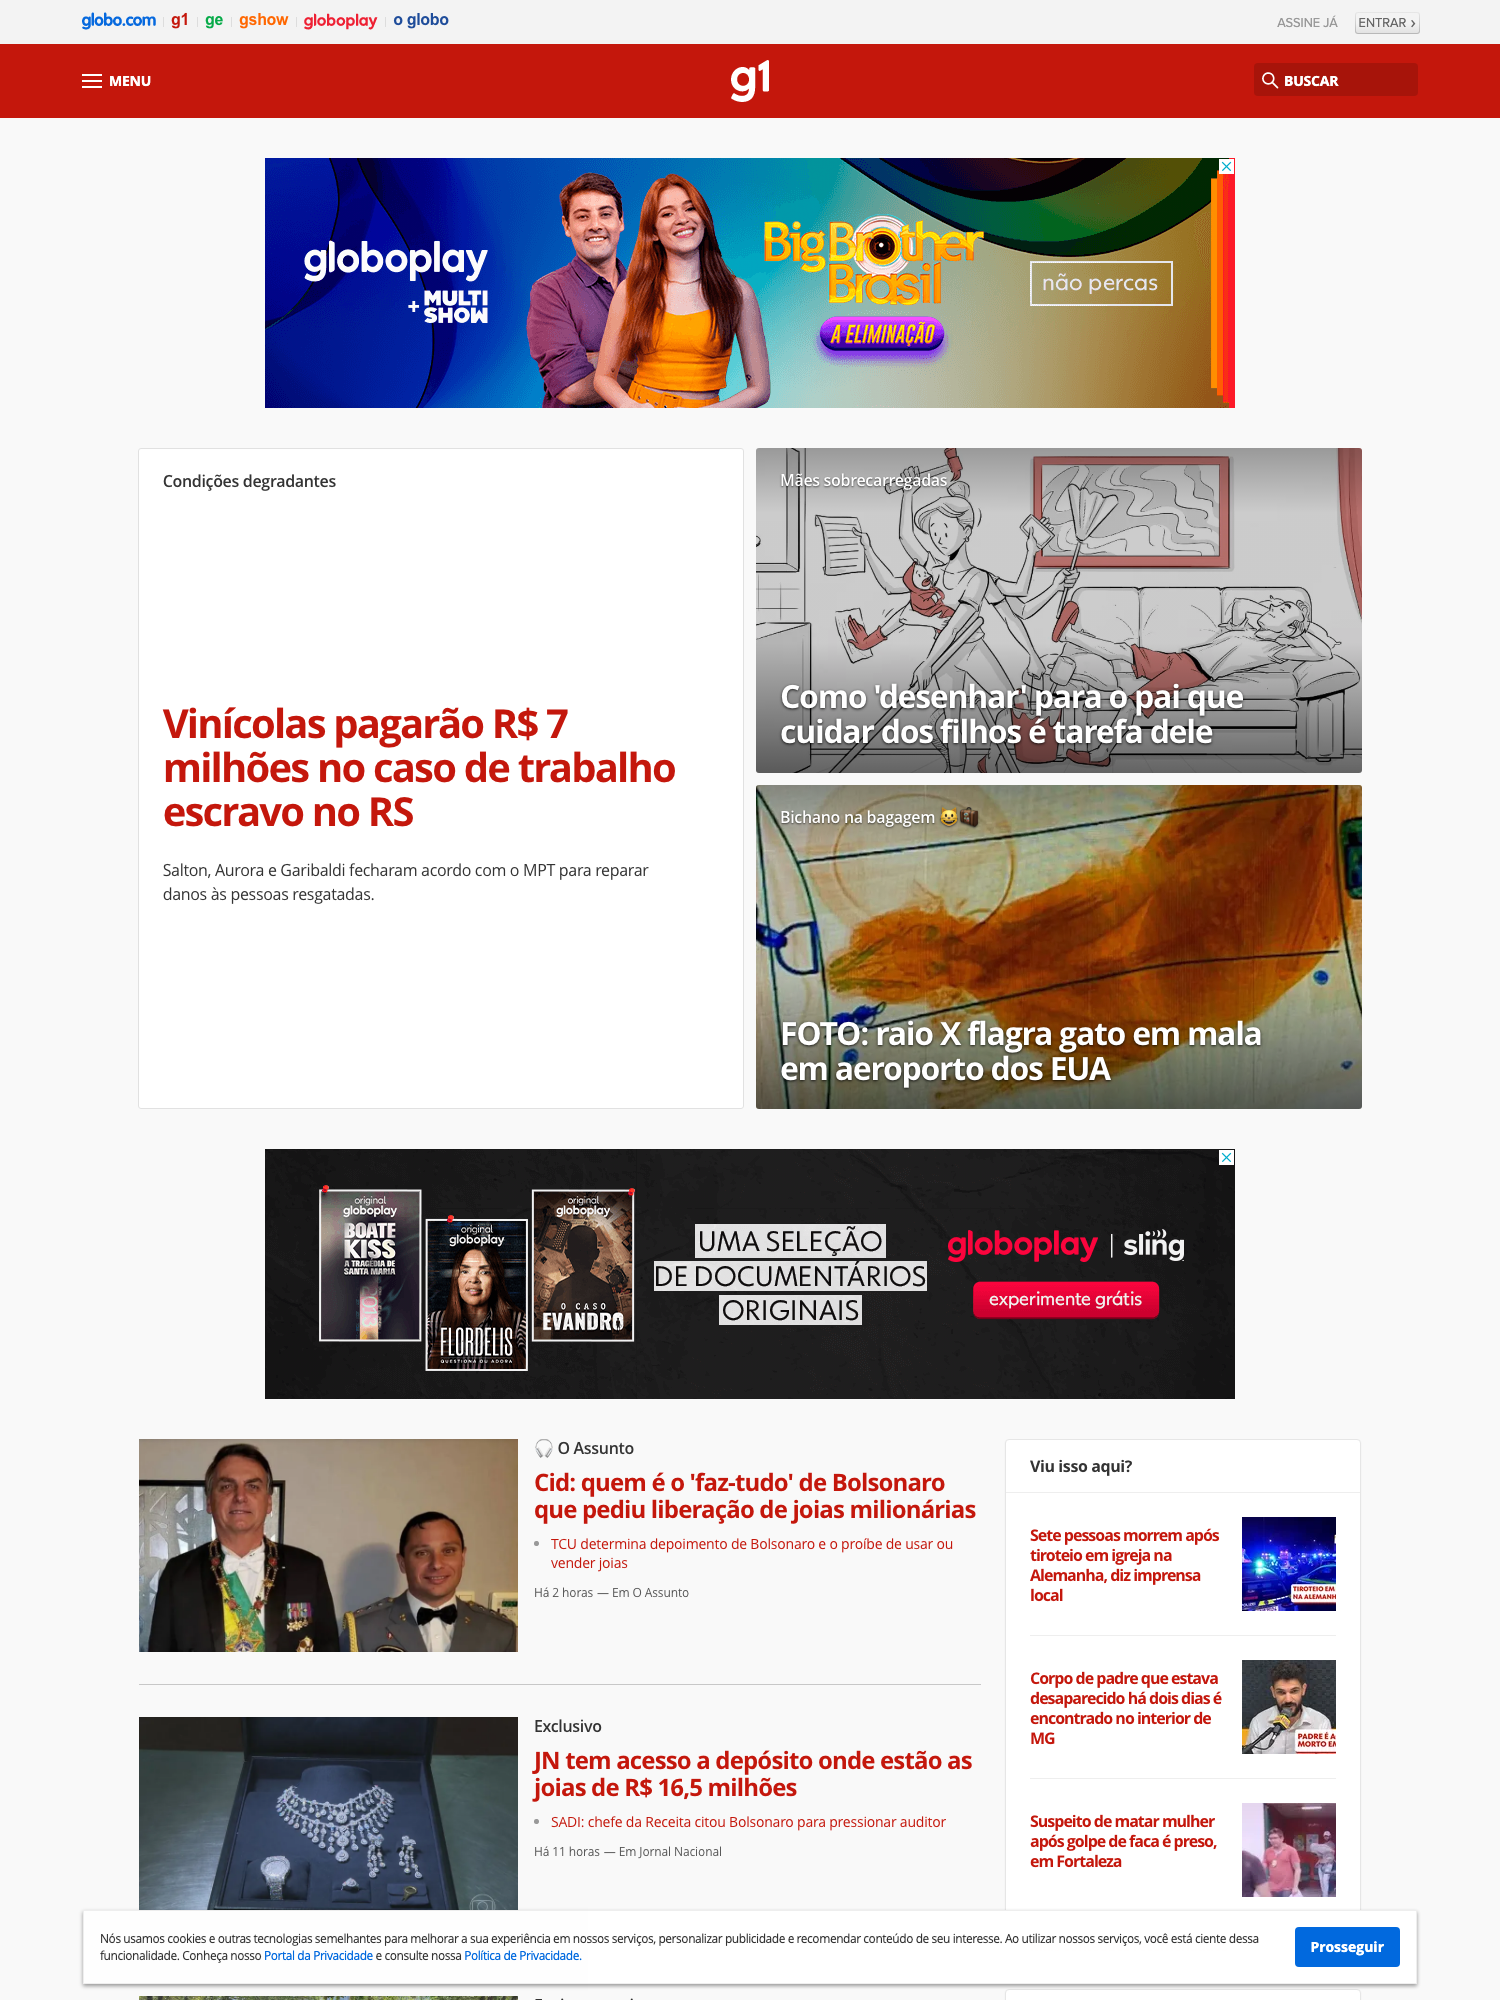 globo.com g1 ge gshow globoplay o globo
ASSINE JÁ ENTRAR ›
MENU
g1
BUSCAR
globoplay
+ MULTI
SHOW
Big Brother
Brasil
A ELIMINAÇÃO
não percas
Condições degradantes
Vinícolas pagarão R$ 7
milhões no caso de trabalho
escravo no RS
Salton, Aurora e Garibaldi fecharam acordo com o MPT para reparar
danos às pessoas resgatadas.
Mães sobrecarregadas
Como 'desenhar' para o pai que
cuidar dos filhos é tarefa dele
Bichano na bagagem 😀🧳
FOTO: raio X flagra gato em mala
em aeroporto dos EUA
original
globoplay
BOATE
KISS
A TRAGÉDIA DE
SANTA MARIA
original
globoplay
FLORDELIS
QUESTIONA OU ADORA
original
globoplay
O CASO
EVANDRO
UMA SELEÇÃO
DE DOCUMENTÁRIOS
ORIGINAIS
globoplay | sling
experimente grátis
🎧 O Assunto
Cid: quem é o 'faz-tudo' de Bolsonaro
que pediu liberação de joias milionárias
TCU determina depoimento de Bolsonaro e o proíbe de usar ou
vender joias
Há 2 horas — Em O Assunto
Exclusivo
JN tem acesso a depósito onde estão as
joias de R$ 16,5 milhões
SADI: chefe da Receita citou Bolsonaro para pressionar auditor
Há 11 horas — Em Jornal Nacional
Viu isso aqui?
Sete pessoas morrem após
tiroteio em igreja na
Alemanha, diz imprensa
local
TIROTEIO EM
NA ALEMANH
Corpo de padre que estava
desaparecido há dois dias é
encontrado no interior de
MG
PADRE É A
MORTO EM
Suspeito de matar mulher
após golpe de faca é preso,
em Fortaleza
Nós usamos cookies e outras tecnologias semelhantes para melhorar a sua experiência em nossos serviços, personalizar publicidade e recomendar conteúdo de seu interesse. Ao utilizar nossos serviços, você está ciente dessa
funcionalidade. Conheça nosso Portal da Privacidade e consulte nossa Política de Privacidade.
Prosseguir